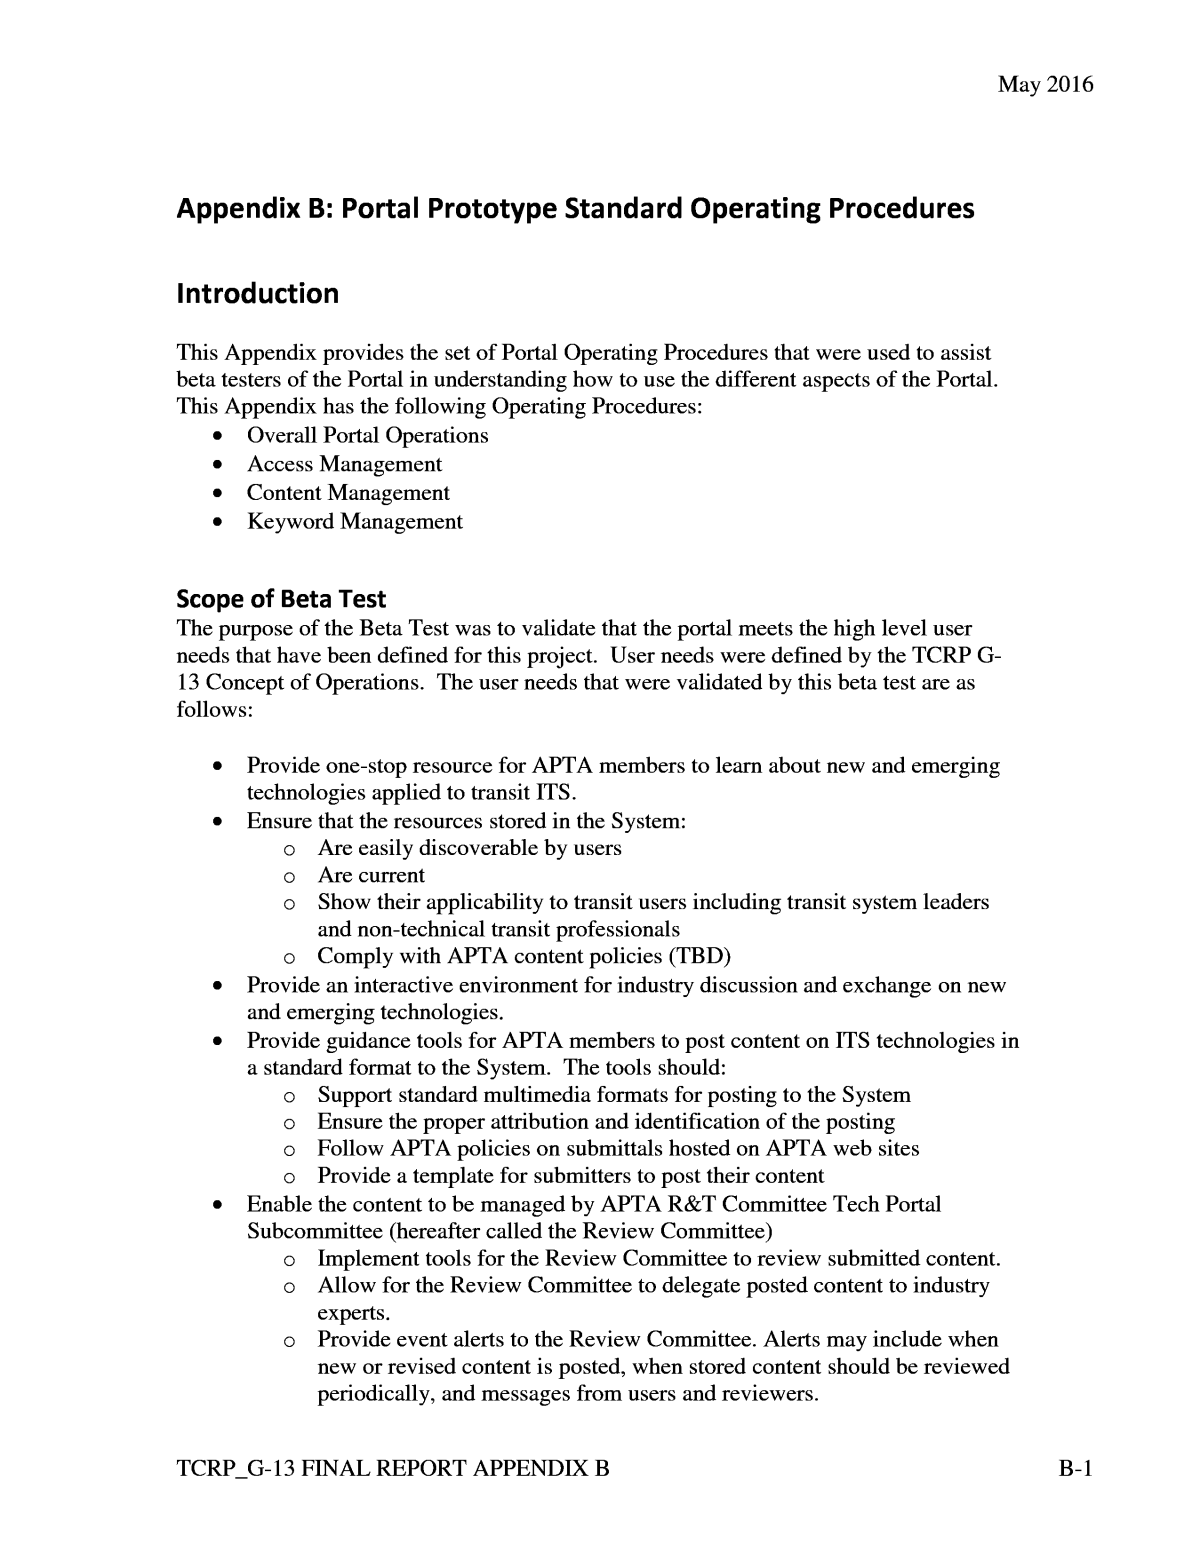 May 2016
Appendix B: Portal Prototype Standard Operating Procedures
Introduction
This Appendix provides the set of Portal Operating Procedures that were used to assist
beta testers of the Portal in understanding how to use the different aspects of the Portal.
This Appendix has the following Operating Procedures:
• Overall Portal Operations
• Access Management
• Content Management
• Keyword Management
Scope of Beta Test
The purpose of the Beta Test was to validate that the portal meets the high level user
needs that have been defined for this project.  User needs were defined by the TCRP G-
13 Concept of Operations.  The user needs that were validated by this beta test are as
follows:
• Provide one-stop resource for APTA members to learn about new and emerging
technologies applied to transit ITS.
• Ensure that the resources stored in the System:
o Are easily discoverable by users
o Are current
o Show their applicability to transit users including transit system leaders
and non-technical transit professionals
o Comply with APTA content policies (TBD)
• Provide an interactive environment for industry discussion and exchange on new
and emerging technologies.
• Provide guidance tools for APTA members to post content on ITS technologies in
a standard format to the System.  The tools should:
o Support standard multimedia formats for posting to the System
o Ensure the proper attribution and identification of the posting
o Follow APTA policies on submittals hosted on APTA web sites
o Provide a template for submitters to post their content
• Enable the content to be managed by APTA R&T Committee Tech Portal
Subcommittee (hereafter called the Review Committee)
o Implement tools for the Review Committee to review submitted content.
o Allow for the Review Committee to delegate posted content to industry
experts.
o Provide event alerts to the Review Committee. Alerts may include when
new or revised content is posted, when stored content should be reviewed
periodically, and messages from users and reviewers.
TCRP_G-13 FINAL REPORT APPENDIX B B-1